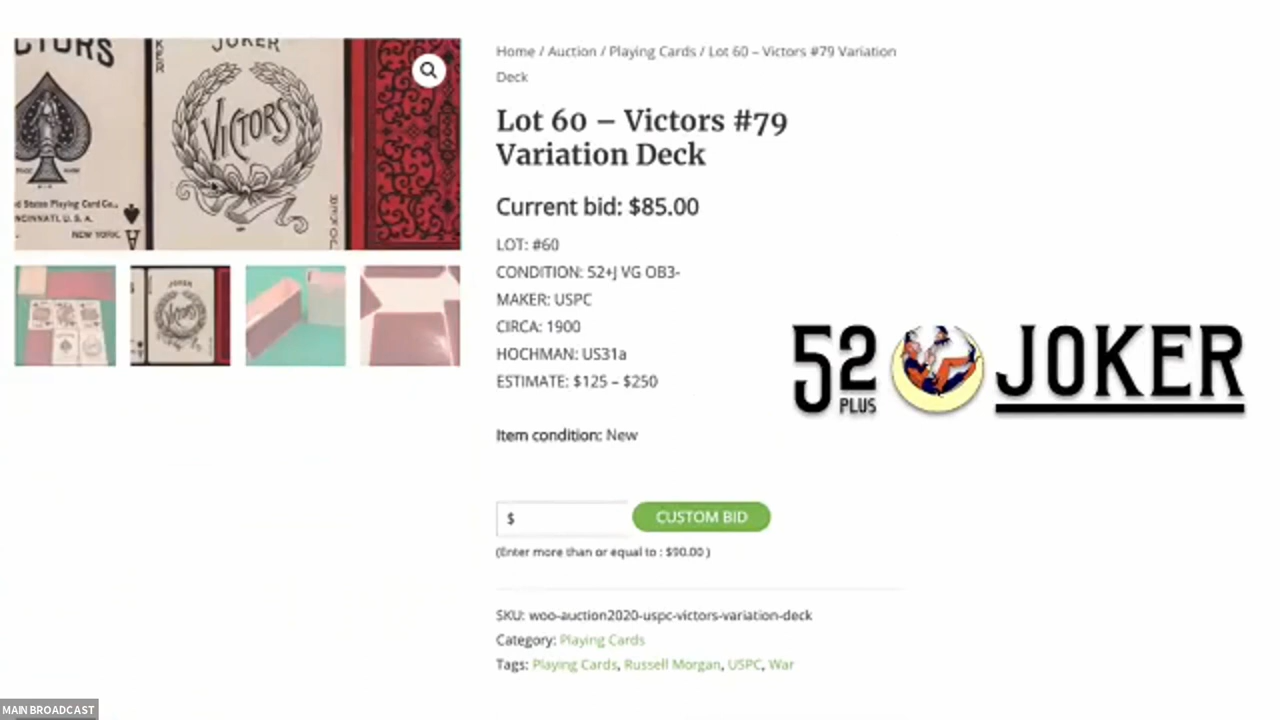 CTORS
JOKER
JOKER
VICTORS
d States Playing Card Co.,
NCINNATI, U. S. A.
NEW YORK.
Home / Auction / Playing Cards / Lot 60 – Victors #79 Variation
Deck
Lot 60 – Victors #79
Variation Deck
Current bid: $85.00
LOT: #60
CONDITION: 52+J VG OB3-
MAKER: USPC
CIRCA: 1900
HOCHMAN: US31a
ESTIMATE: $125 – $250
Item condition: New
$
CUSTOM BID
(Enter more than or equal to : $90.00 )
SKU: woo-auction2020-uspc-victors-variation-deck
Category: Playing Cards
Tags: Playing Cards, Russell Morgan, USPC, War
52 PLUS JOKER
MAIN BROADCAST